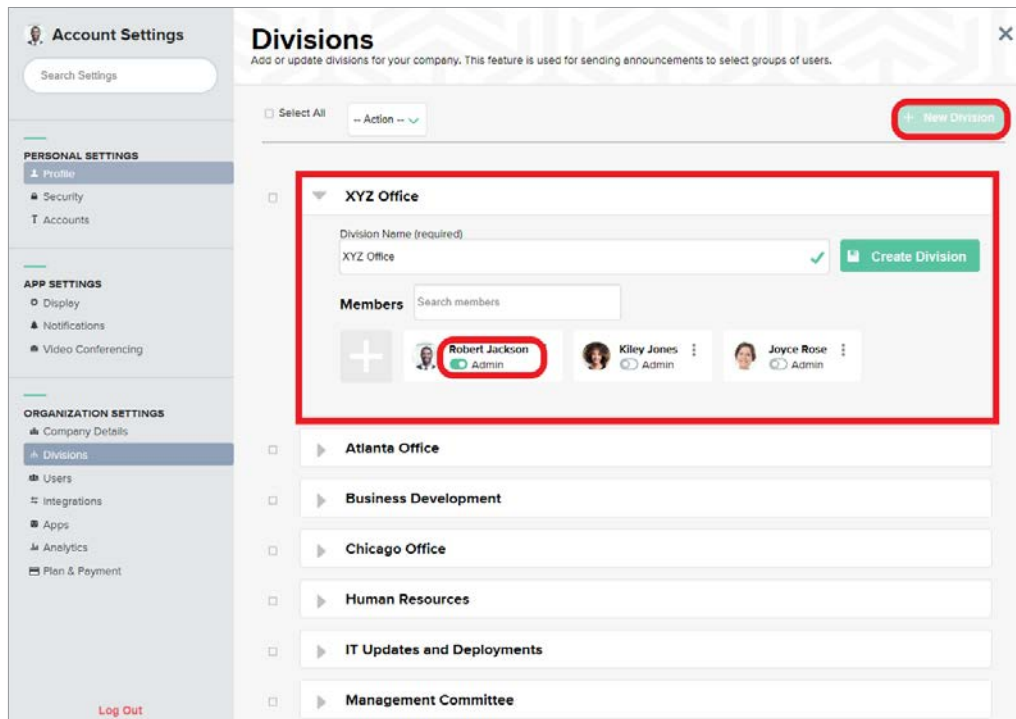 Account Settings
Search Settings
PERSONAL SETTINGS
Profile
Security
Accounts
APP SETTINGS
Display
Notifications
Video Conferencing
ORGANIZATION SETTINGS
Company Details
Divisions
Users
Integrations
Apps
Analytics
Plan & Payment
Log Out
Divisions
Add or update divisions for your company. This feature is used for sending announcements to select groups of users.
Select All
-- Action --
+ New Division
XYZ Office
Division Name (required)
XYZ Office
Create Division
Members
Search members
Robert Jackson
Admin
Kiley Jones
Admin
Joyce Rose
Admin
Atlanta Office
Business Development
Chicago Office
Human Resources
IT Updates and Deployments
Management Committee